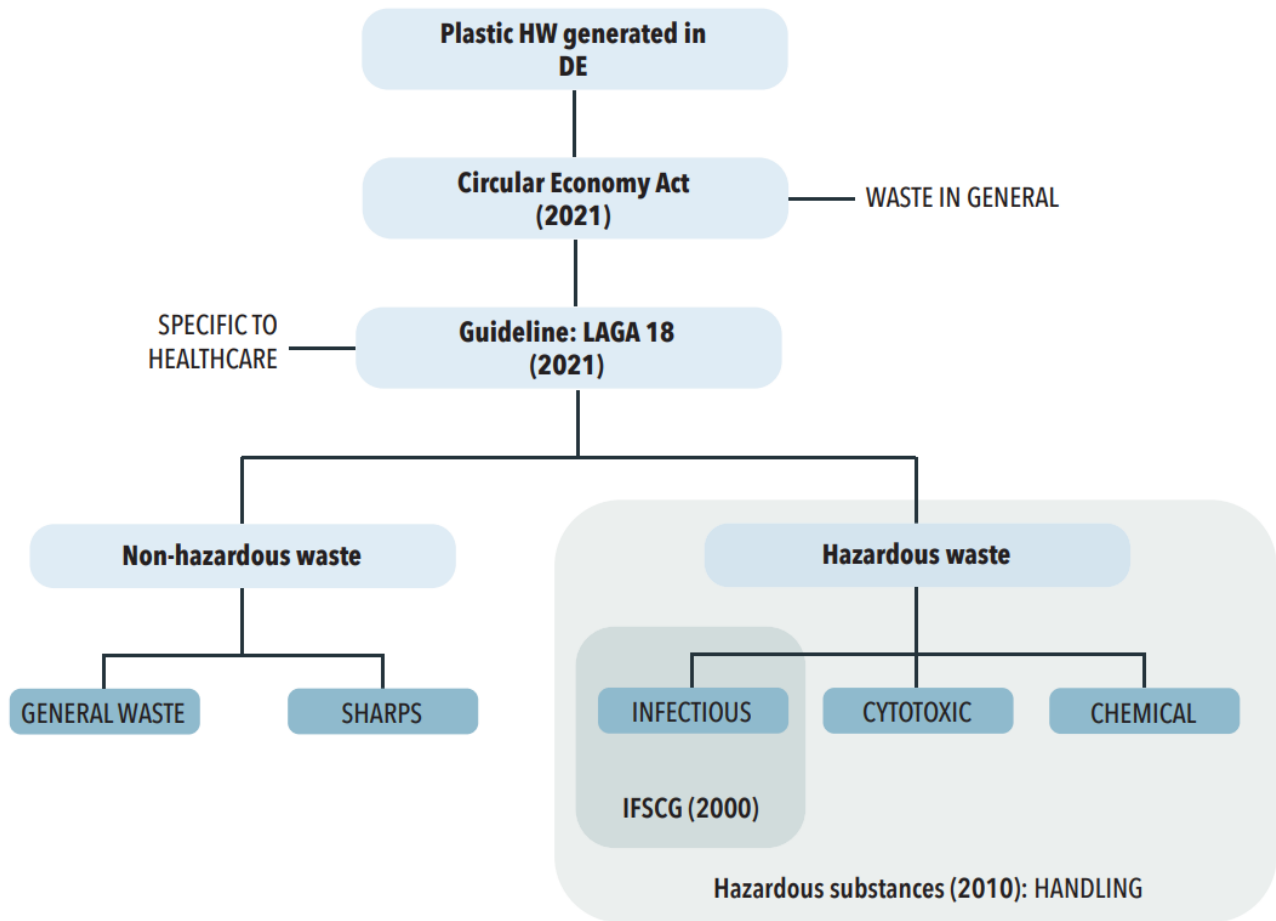 Plastic HW generated in
DE
Circular Economy Act
(2021)
WASTE IN GENERAL
SPECIFIC TO
HEALTHCARE
Guideline: LAGA 18
(2021)
Non-hazardous waste
Hazardous waste
GENERAL WASTE
SHARPS
INFECTIOUS
CYTOTOXIC
CHEMICAL
IFSCG (2000)
Hazardous substances (2010): HANDLING